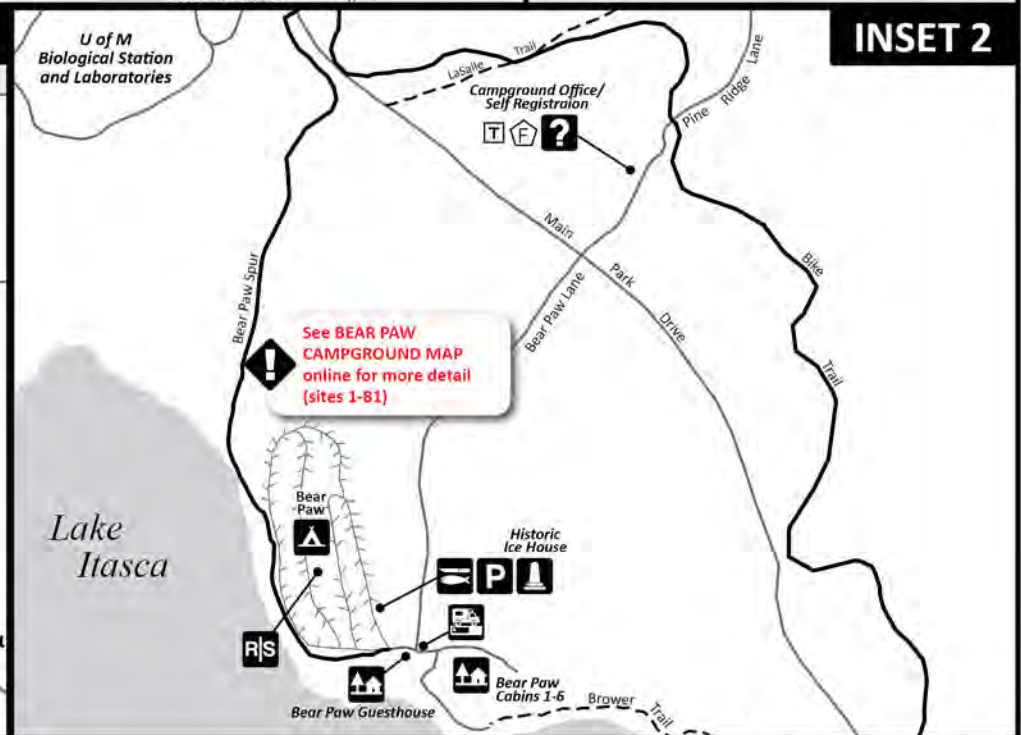 U of M
Biological Station
and Laboratories
INSET 2
LaSalle Trail
Campground Office/
Self Registraion
T F ?
Pine Ridge Lane
Main Park Drive
Bike Trail
Bear Paw Spur
Bear Paw Lane
!
See BEAR PAW
CAMPGROUND MAP
online for more detail
(sites 1-81)
Bear
Paw
Lake
Itasca
Historic
Ice House
P
R|S
Bear Paw
Cabins 1-6
Bear Paw Guesthouse
Brower Trail